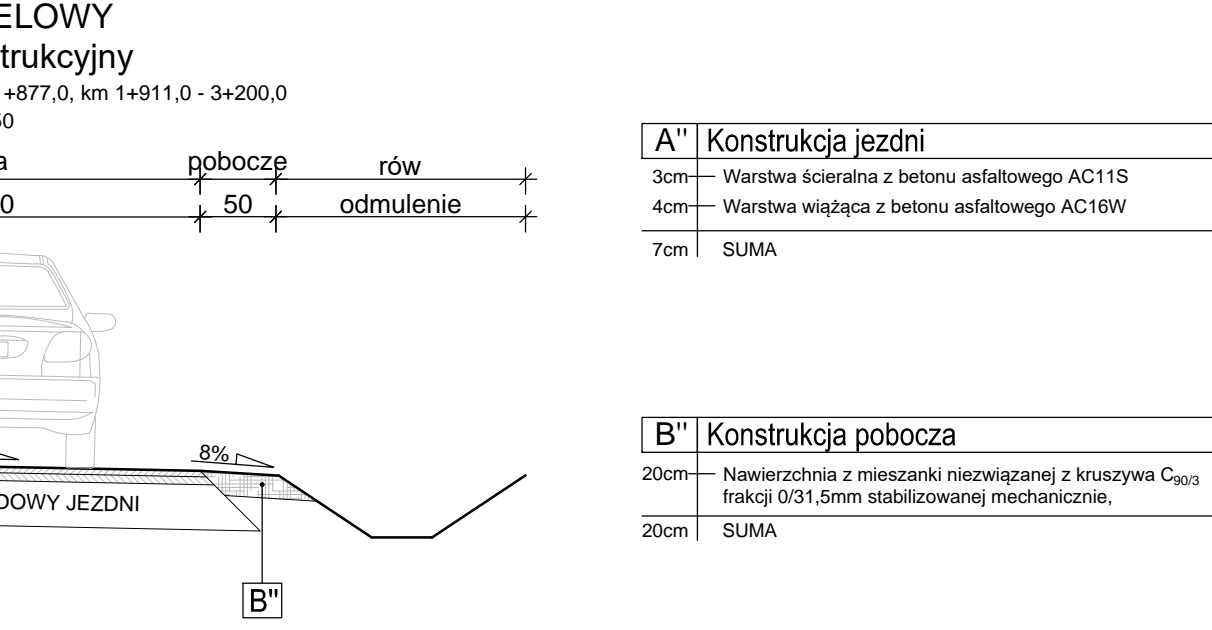 ELOWY
trukcyjny
+877,0, km 1+911,0 - 3+200,0
50
a pobocze rów
0 50 odmulenie
8%
DOWY JEZDNI
B"
A" Konstrukcja jezdni
3cm Warstwa ścieralna z betonu asfaltowego AC11S
4cm Warstwa wiążąca z betonu asfaltowego AC16W
7cm SUMA
B" Konstrukcja pobocza
20cm Nawierzchnia z mieszanki niezwiązanej z kruszywa C90/3
frakcji 0/31,5mm stabilizowanej mechanicznie,
20cm SUMA